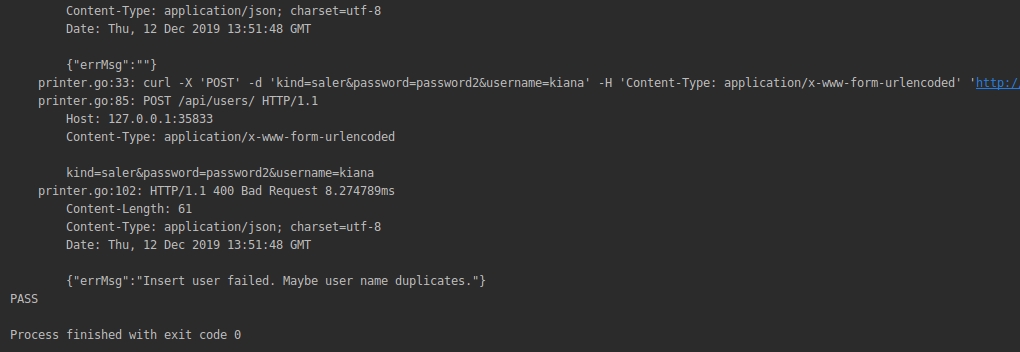 Content-Type: application/json; charset=utf-8
Date: Thu, 12 Dec 2019 13:51:48 GMT
{"errMsg":""}
printer.go:33: curl -X 'POST' -d 'kind=saler&password=password2&username=kiana' -H 'Content-Type: application/x-www-form-urlencoded' 'http://
printer.go:85: POST /api/users/ HTTP/1.1
Host: 127.0.0.1:35833
Content-Type: application/x-www-form-urlencoded
kind=saler&password=password2&username=kiana
printer.go:102: HTTP/1.1 400 Bad Request 8.274789ms
Content-Length: 61
Content-Type: application/json; charset=utf-8
Date: Thu, 12 Dec 2019 13:51:48 GMT
{"errMsg":"Insert user failed. Maybe user name duplicates."}
PASS
Process finished with exit code 0